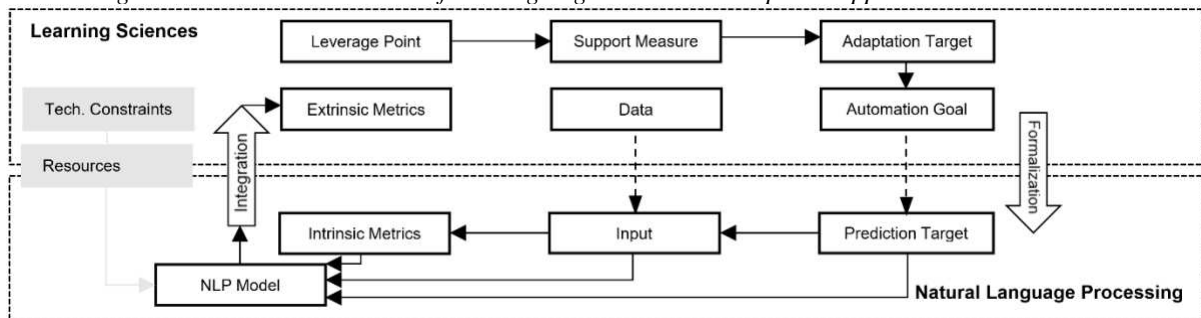 Learning Sciences
Leverage Point
Support Measure
Adaptation Target
Tech. Constraints
Extrinsic Metrics
Data
Automation Goal
Resources
Integration
Formalization
Intrinsic Metrics
Input
Prediction Target
NLP Model
Natural Language Processing